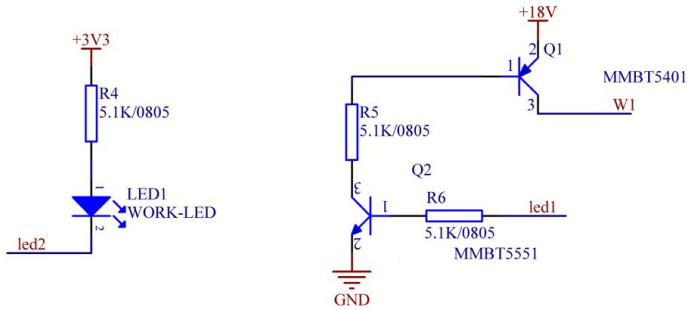 +3V3
R4
5.1K/0805
1
LED1
WORK-LED
2
led2
+18V
2
Q1
1
MMBT5401
3
W1
R5
5.1K/0805
Q2
3
1
R6
led1
5.1K/0805
2
MMBT5551
GND